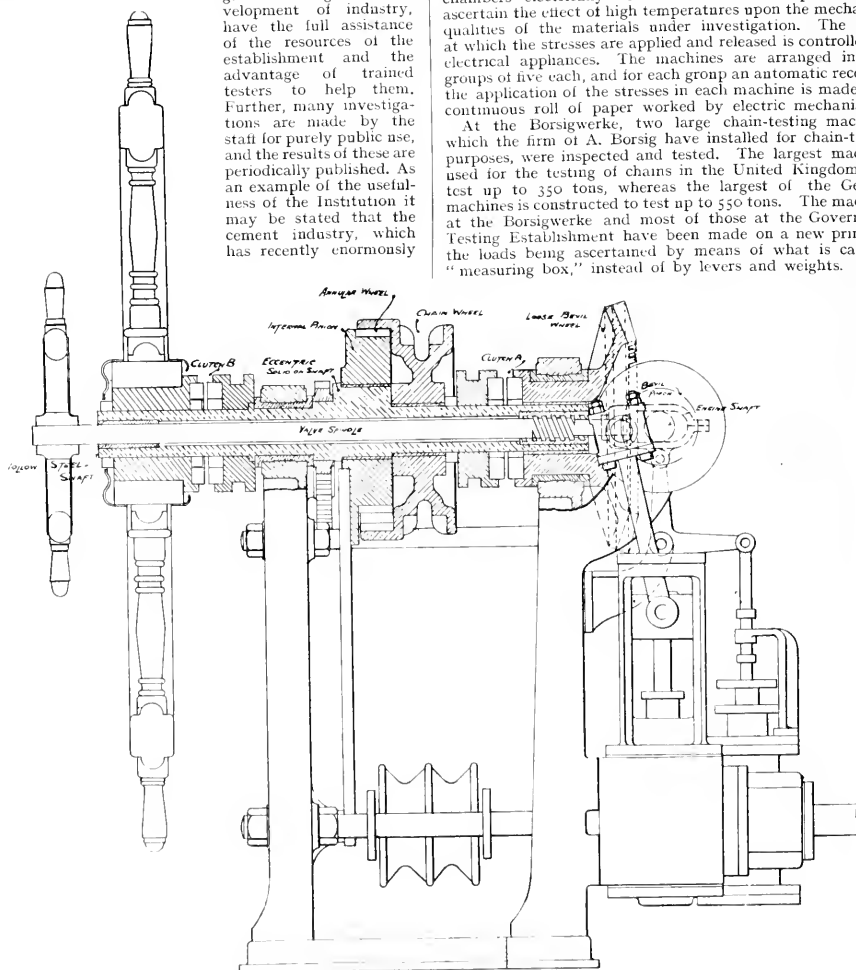 velopment of industry,
have the full assistance
of the resources of the
establishment and the
advantage of trained
testers to help them.
Further, many investiga-
tions are made by the
staff for purely public use,
and the results of these are
periodically published. As
an example of the useful-
ness of the Institution it
may be stated that the
cement industry, which
has recently enormously
ascertain the effect of high temperatures upon the mecha
qualities of the materials under investigation. The
at which the stresses are applied and released is controlle
electrical appliances. The machines are arranged in
groups of five each, and for each group an automatic reco
the application of the stresses in each machine is made
continuous roll of paper worked by electric mechani
At the Borsigwerke, two large chain-testing mac
which the firm of A. Borsig have installed for chain-t
purposes, were inspected and tested. The largest mac
used for the testing of chains in the United Kingdom
test up to 350 tons, whereas the largest of the Ge
machines is constructed to test up to 550 tons. The mac
at the Borsigwerke and most of those at the Govern
Testing Establishment have been made on a new prin
the loads being ascertained by means of what is ca
"measuring box," instead of by levers and weights.
ANNULAR WHEEL
INTERNAL PINION
CHAIN WHEEL
LOOSE BEVIL
WHEEL
CLUTCH B
ECCENTRIC
SOLID ON SHAFT
CLUTCH A
BEVIL
PINION
ENGINE SHAFT
VALVE SPINDLE
HOLLOW STEEL-
SHAFT